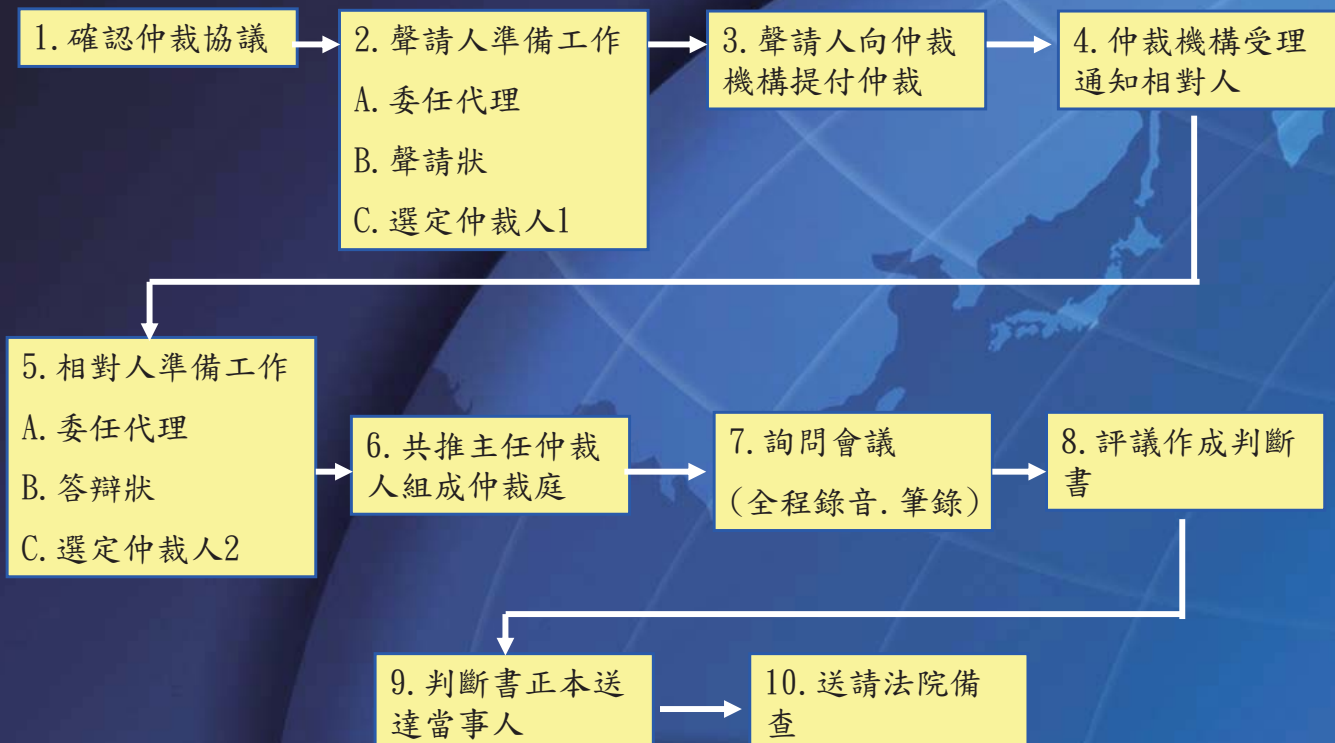 1.確認仲裁協議
2.聲請人準備工作
A.委任代理
B.聲請狀
C.選定仲裁人1
3.聲請人向仲裁
機構提付仲裁
4.仲裁機構受理
通知相對人
5.相對人準備工作
A.委任代理
B.答辯狀
C.選定仲裁人2
6.共推主任仲裁
人組成仲裁庭
7.詢問會議
(全程錄音.筆錄)
8.評議作成判斷
書
9.判斷書正本送
達當事人
10.送請法院備
查